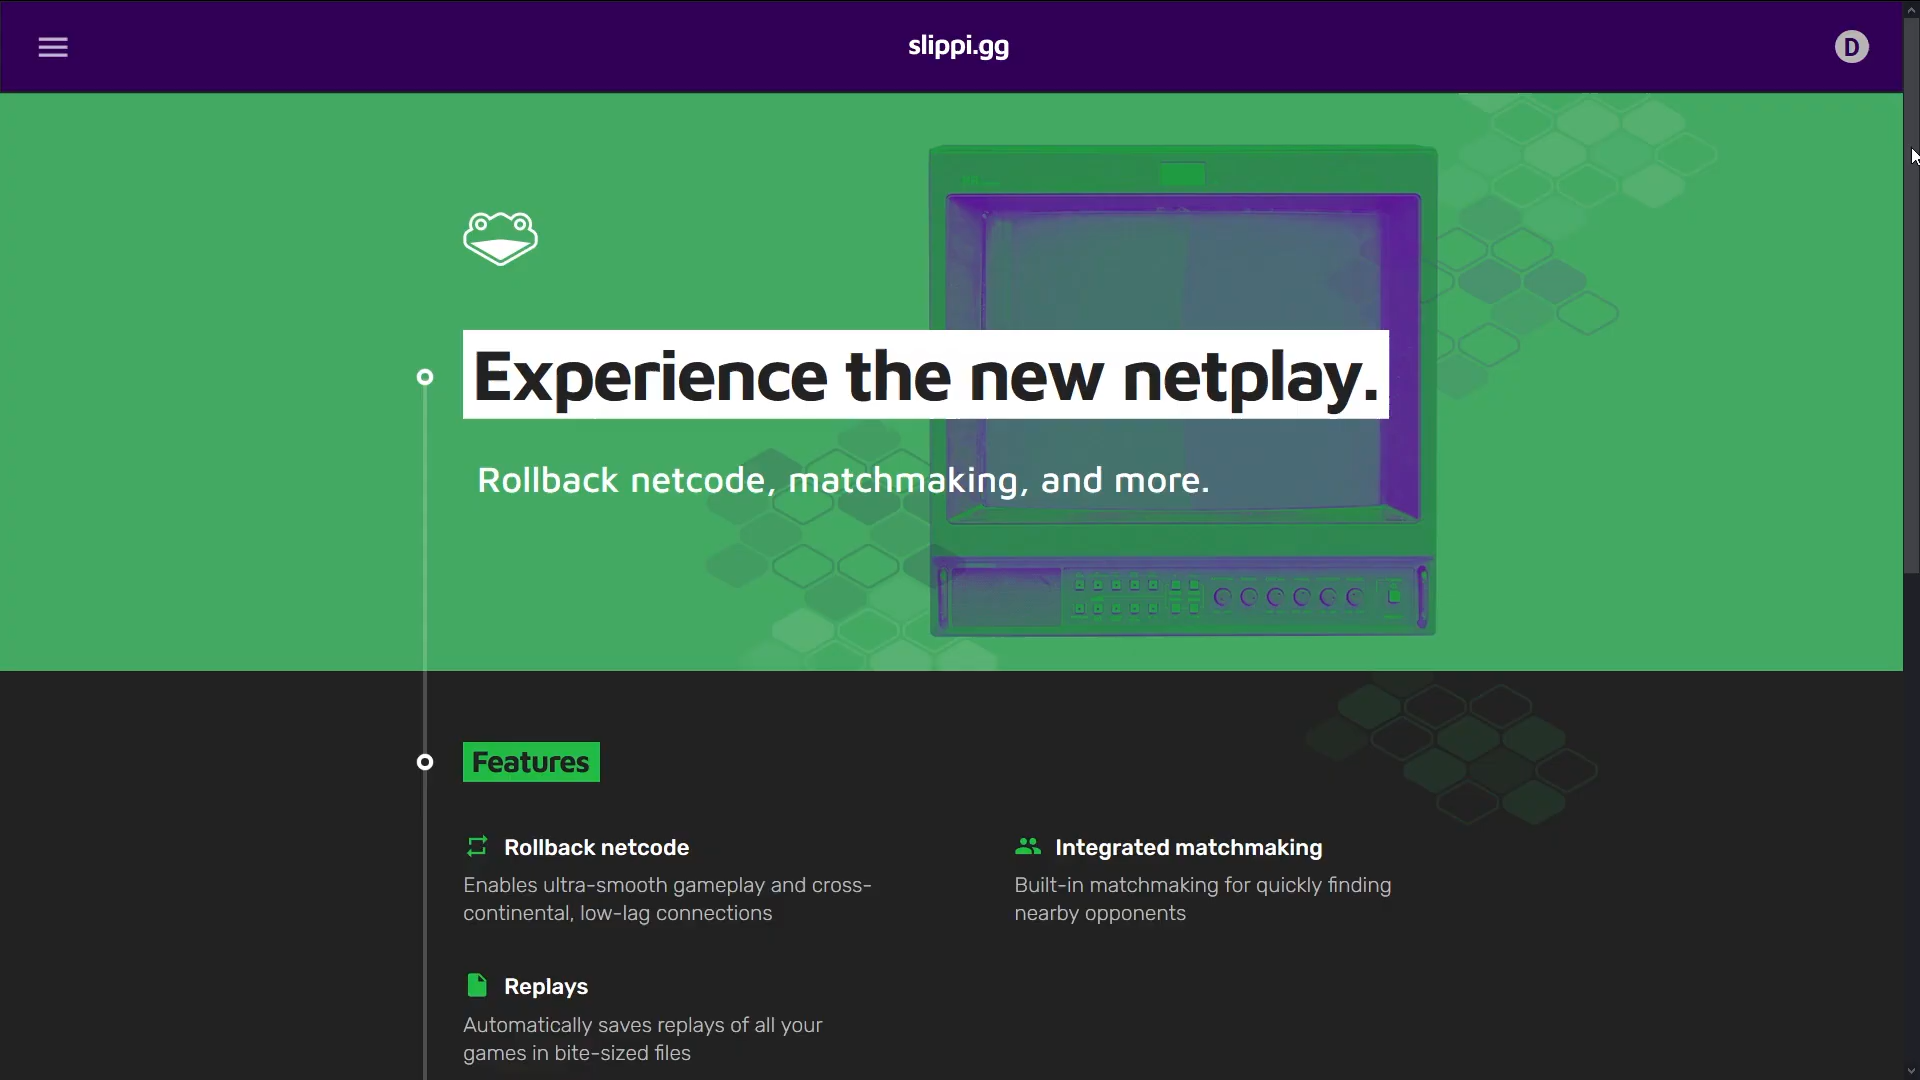 slippi.gg
D
Experience the new netplay.
Rollback netcode, matchmaking, and more.
Features
Rollback netcode
Enables ultra-smooth gameplay and cross-
continental, low-lag connections
Integrated matchmaking
Built-in matchmaking for quickly finding
nearby opponents
Replays
Automatically saves replays of all your
games in bite-sized files